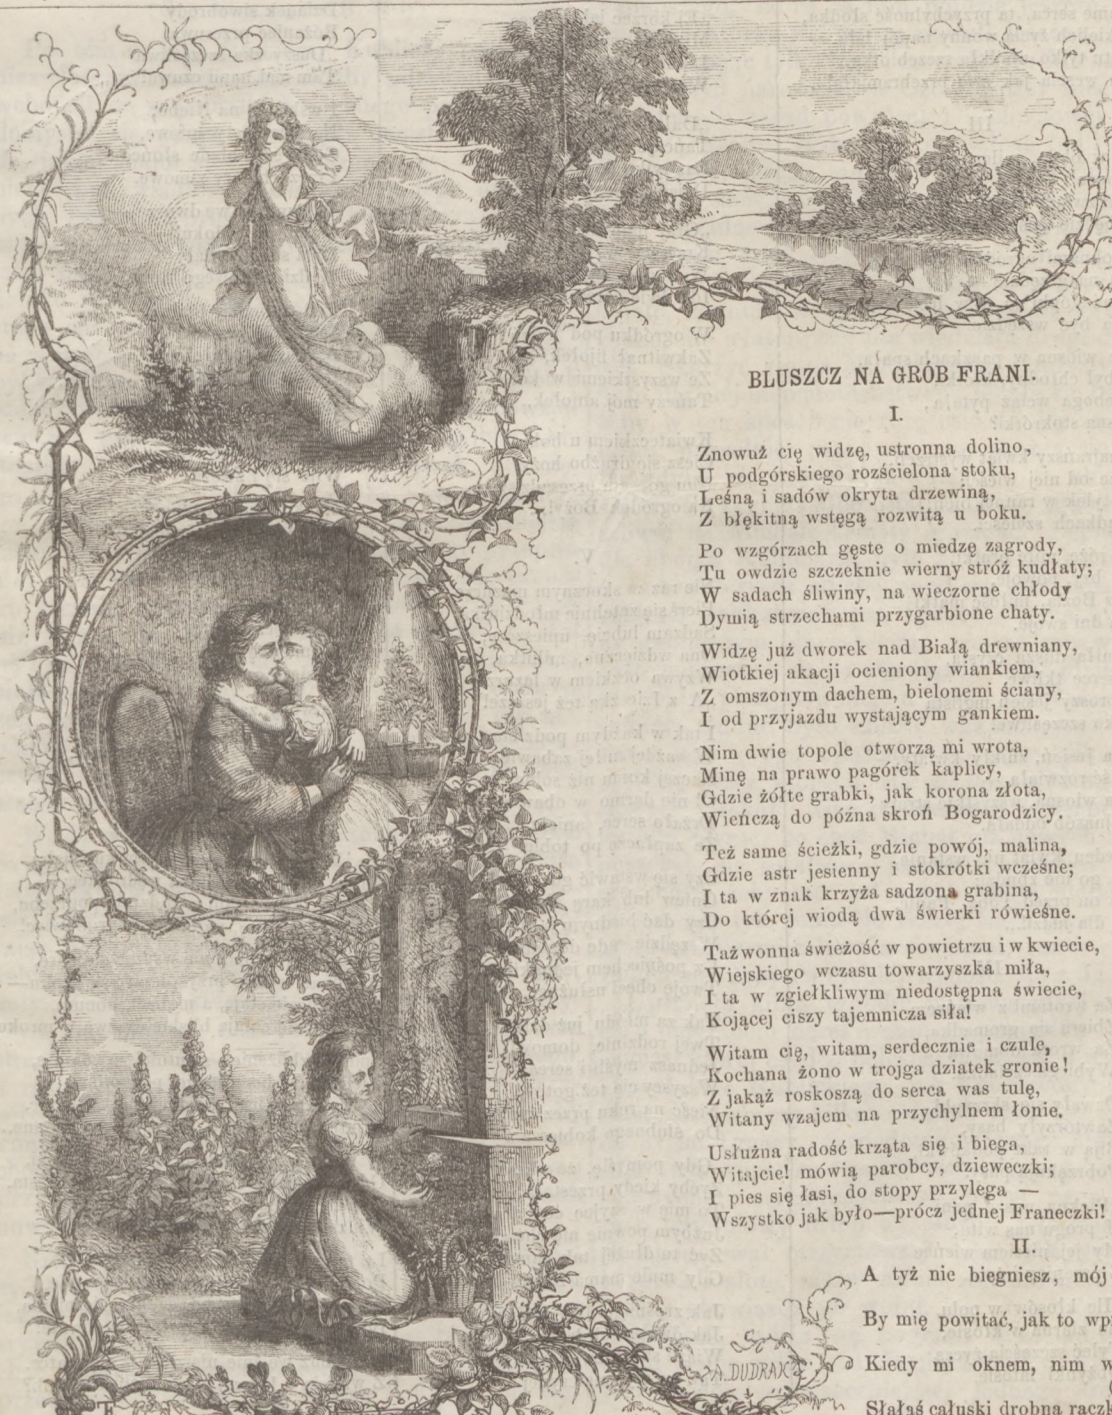 BLUSZCZ NA GRÓB FRANI.
I.
Znowuż cię widzę, ustronna dolino,
U podgórskiego rozścielona stoku,
Leśną i sadów okryta drzewiną,
Z błękitną wstęgą rozwitą u boku.
Po wzgórzach gęste o miedzę zagrody,
Tu owdzie szczeknie wierny stróż kudłaty;
W sadach śliwiny, na wieczorne chłody
Dymią strzechami przygarbione chaty.
Widzę już dworek nad Białą drewniany,
Wiotkiej akacji ocieniony wiankiem,
Z omszonym dachem, bielonemi ściany,
I od przyjazdu wystającym gankiem.
Nim dwie topole otworzą mi wrota,
Minę na prawo pagórek kaplicy,
Gdzie żółte grabki, jak korona złota,
Wieńczą do późna skroń Bogarodzicy.
Też same ścieżki, gdzie powój, malina,
Gdzie astr jesienny i stokrótki wcześne;
I ta w znak krzyża sadzona grabina,
Do której wiodą dwa świerki rówieśne.
Taż wonna świeżość w powietrzu i w kwiecie,
Wiejskiego wczasu towarzyszka miła,
I ta w zgiełkliwym niedostępna świecie,
Kojącej ciszy tajemnicza siła!
Witam cię, witam, serdecznie i czule,
Kochana żono w trojga dziatek gronie!
Z jakąż roskoszą do serca was tulę,
Witany wzajem na przychylnem łonie.
Usłużna radość krząta się i biega,
Witajcie! mówią parobcy, dzieweczki;
I pies się łasi, do stopy przylega —
Wszystko jak było—prócz jednej Franeczki!
II.
A tyż nie biegniesz, mój
By mię powitać, jak to
Kiedy mi oknem, nim
A. DUDRAK
Słałaś całuski drobną